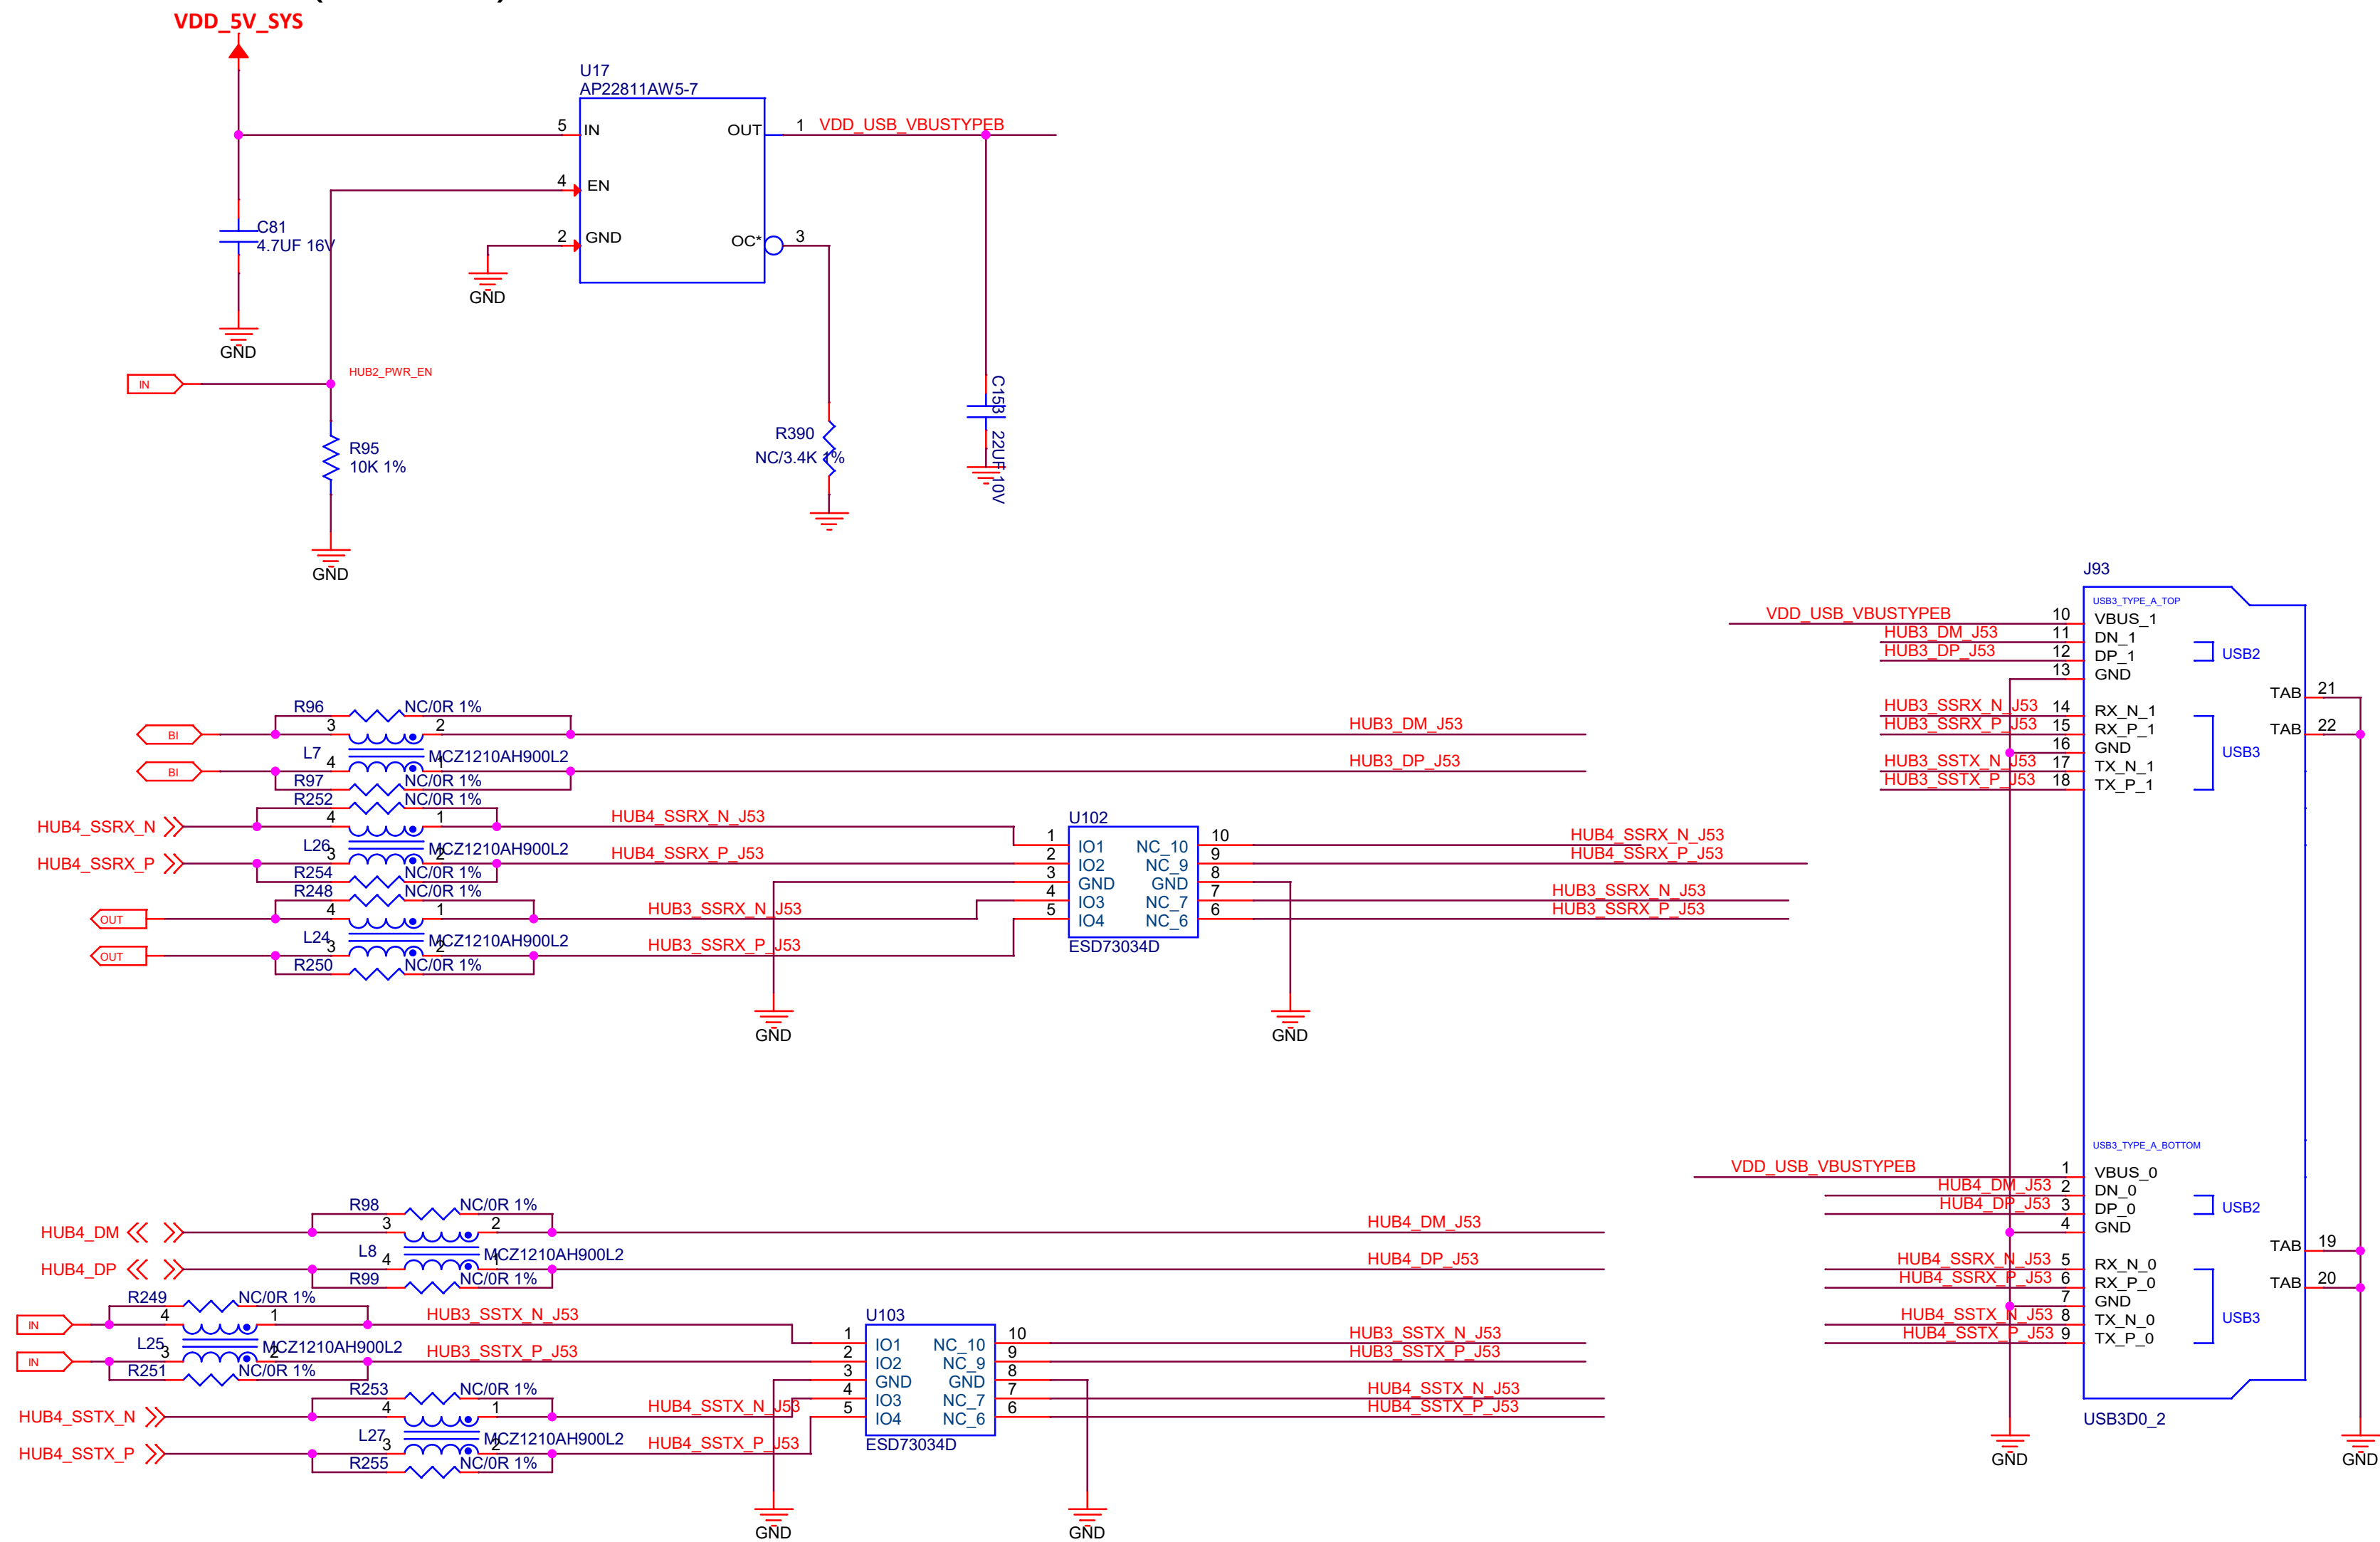 VDD_5V_SYS
U17
AP22811AW5-7
5 IN OUT 1 VDD_USB_VBUSTYPEB
4 EN
2 GND OC* 3
GND
C81
4.7UF 16V
GND
IN HUB2_PWR_EN
R95
10K 1%
GND
R390
NC/3.4K 1%
C153 22UF 10V
J93
USB3_TYPE_A_TOP
VDD_USB_VBUSTYPEB 10 VBUS_1
HUB3_DM_J53 11 DN_1
HUB3_DP_J53 12 DP_1 USB2
13 GND
TAB 21
HUB3_SSRX_N_J53 14 RX_N_1
HUB3_SSRX_P_J53 15 RX_P_1 TAB 22
16 GND USB3
HUB3_SSTX_N_J53 17 TX_N_1
HUB3_SSTX_P_J53 18 TX_P_1
R96 NC/0R 1%
BI 3 2 HUB3_DM_J53
L7 MCZ1210AH900L2
BI 4 1 HUB3_DP_J53
R97 NC/0R 1%
R252 NC/0R 1%
HUB4_SSRX_N 4 1 HUB4_SSRX_N_J53
L26 MCZ1210AH900L2
HUB4_SSRX_P 3 2 HUB4_SSRX_P_J53
R254 NC/0R 1%
R248 NC/0R 1%
OUT 4 1 HUB3_SSRX_N_J53
L24 MCZ1210AH900L2
OUT 3 2 HUB3_SSRX_P_J53
R250 NC/0R 1%
U102
1 IO1 NC_10 10 HUB4_SSRX_N_J53
2 IO2 NC_9 9 HUB4_SSRX_P_J53
3 GND GND 8
4 IO3 NC_7 7 HUB3_SSRX_N_J53
5 IO4 NC_6 6 HUB3_SSRX_P_J53
ESD73034D
GND GND
USB3_TYPE_A_BOTTOM
VDD_USB_VBUSTYPEB 1 VBUS_0
HUB4_DM_J53 2 DN_0
HUB4_DP_J53 3 DP_0 USB2
4 GND
TAB 19
HUB4_SSRX_N_J53 5 RX_N_0
HUB4_SSRX_P_J53 6 RX_P_0 TAB 20
7 GND
HUB4_SSTX_N_J53 8 TX_N_0 USB3
HUB4_SSTX_P_J53 9 TX_P_0
USB3D0_2
GND GND
R98 NC/0R 1%
HUB4_DM 3 2 HUB4_DM_J53
L8 MCZ1210AH900L2
HUB4_DP 4 1 HUB4_DP_J53
R99 NC/0R 1%
R249 NC/0R 1%
IN 4 1 HUB3_SSTX_N_J53
L25 MCZ1210AH900L2
IN 3 2 HUB3_SSTX_P_J53
R251 NC/0R 1%
R253 NC/0R 1%
HUB4_SSTX_N 4 1 HUB4_SSTX_N_J53
L27 MCZ1210AH900L2
HUB4_SSTX_P 3 2 HUB4_SSTX_P_J53
R255 NC/0R 1%
U103
1 IO1 NC_10 10 HUB3_SSTX_N_J53
2 IO2 NC_9 9 HUB3_SSTX_P_J53
3 GND GND 8
4 IO3 NC_7 7 HUB4_SSTX_N_J53
5 IO4 NC_6 6 HUB4_SSTX_P_J53
ESD73034D
GND GND